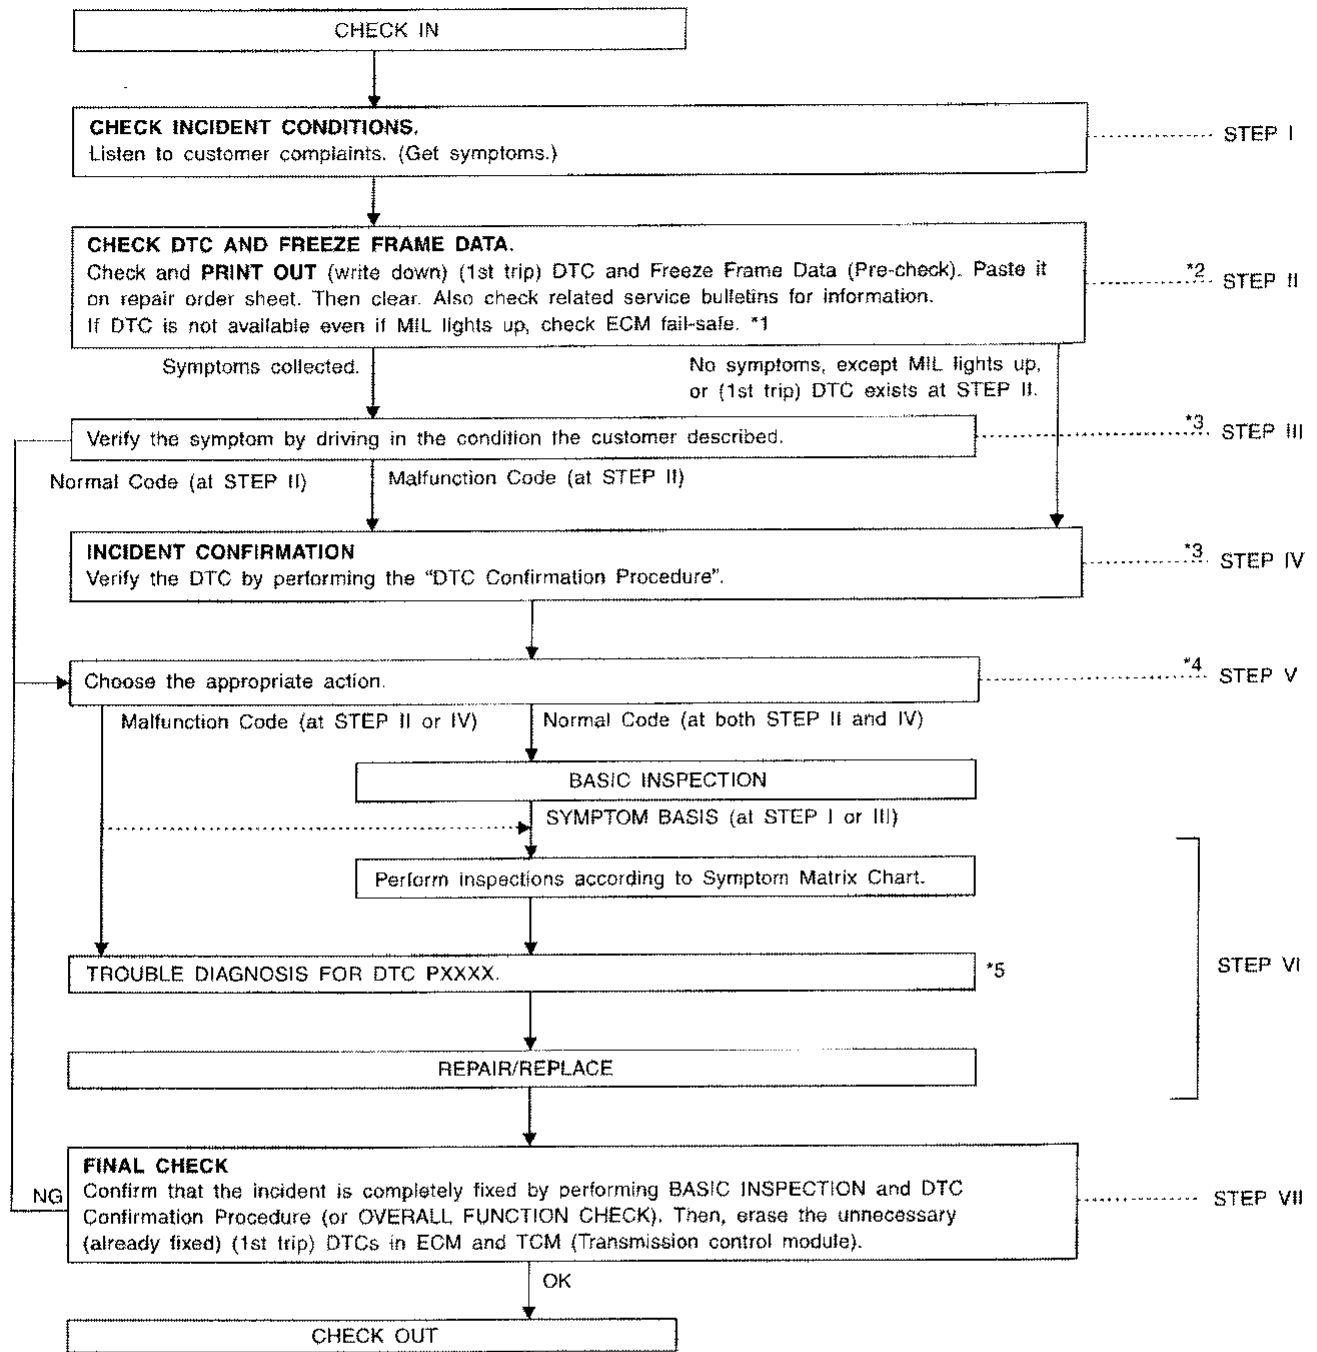 CHECK IN
CHECK INCIDENT CONDITIONS.
Listen to customer complaints. (Get symptoms.)
STEP I
CHECK DTC AND FREEZE FRAME DATA.
Check and PRINT OUT (write down) (1st trip) DTC and Freeze Frame Data (Pre-check). Paste it
on repair order sheet. Then clear. Also check related service bulletins for information.
If DTC is not available even if MIL lights up, check ECM fail-safe. *1
*2 STEP II
Symptoms collected.
No symptoms, except MIL lights up,
or (1st trip) DTC exists at STEP II.
Verify the symptom by driving in the condition the customer described.
*3 STEP III
Normal Code (at STEP II)
Malfunction Code (at STEP II)
INCIDENT CONFIRMATION
Verify the DTC by performing the “DTC Confirmation Procedure”.
*3 STEP IV
Choose the appropriate action.
*4 STEP V
Malfunction Code (at STEP II or IV)
Normal Code (at both STEP II and IV)
BASIC INSPECTION
SYMPTOM BASIS (at STEP I or III)
Perform inspections according to Symptom Matrix Chart.
TROUBLE DIAGNOSIS FOR DTC PXXXX.
*5
STEP VI
REPAIR/REPLACE
FINAL CHECK
Confirm that the incident is completely fixed by performing BASIC INSPECTION and DTC
Confirmation Procedure (or OVERALL FUNCTION CHECK). Then, erase the unnecessary
(already fixed) (1st trip) DTCs in ECM and TCM (Transmission control module).
NG
STEP VII
OK
CHECK OUT